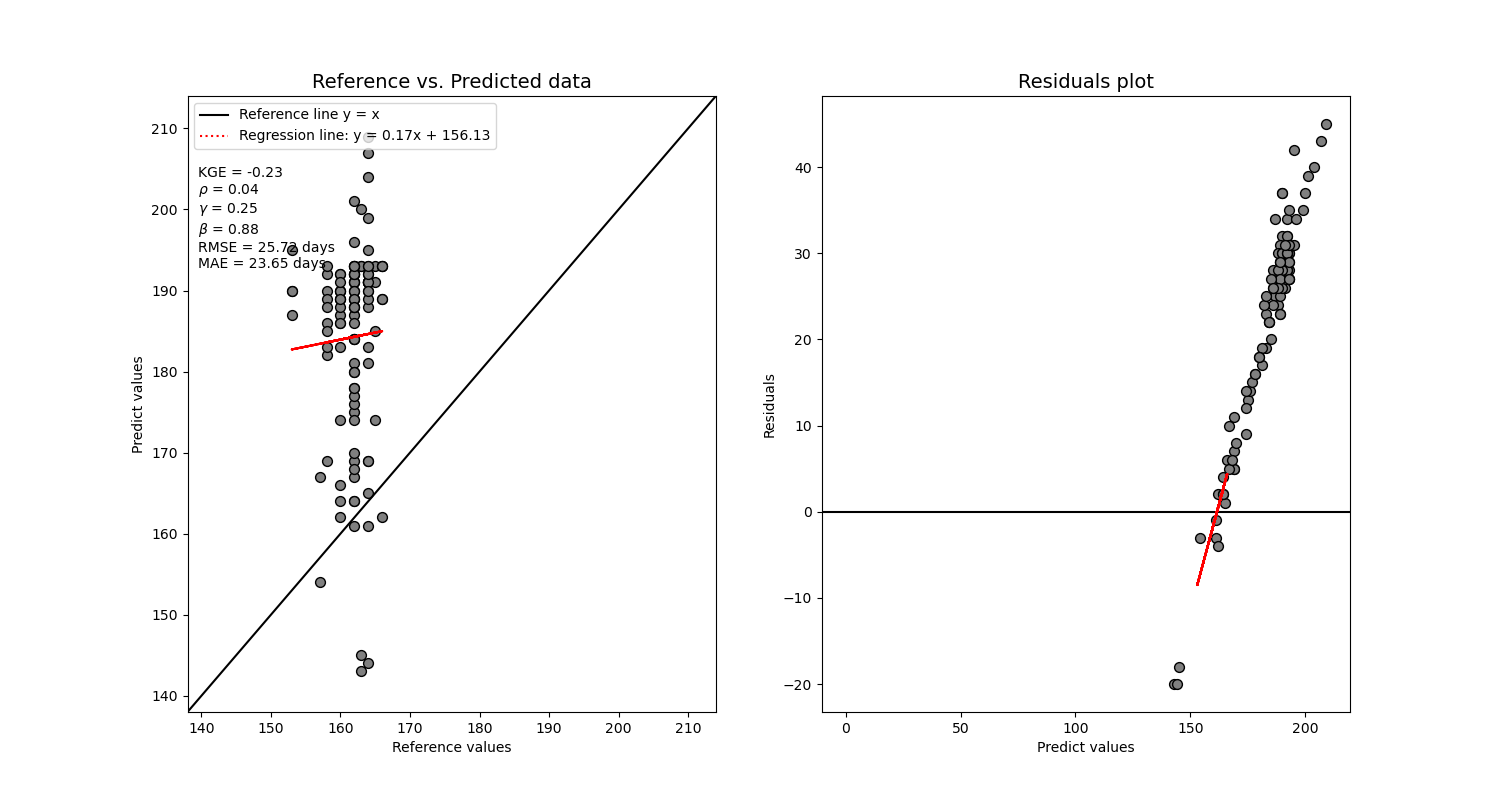 Reference vs. Predicted data
Reference line y = x
Regression line: y = 0.17x + 156.13
KGE = -0.23
ρ = 0.04
γ = 0.25
β = 0.88
RMSE = 25.72 days
MAE = 23.65 days
Predict values
210
200
190
180
170
160
150
140
140
150
160
170
180
190
200
210
Reference values
Residuals plot
Residuals
40
30
20
10
0
−10
−20
0
50
100
150
200
Predict values